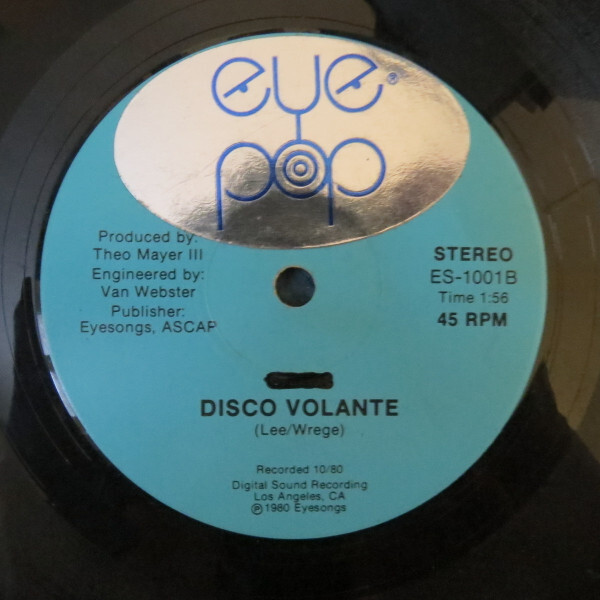 eye ®
pop
Produced by:
Theo Mayer III
Engineered by:
Van Webster
Publisher:
Eyesongs, ASCAP
STEREO
ES-1001B
Time 1:56
45 RPM
DISCO VOLANTE
(Lee/Wrege)
Recorded 10/80
Digital Sound Recording
Los Angeles, CA
Ⓟ1980 Eyesongs